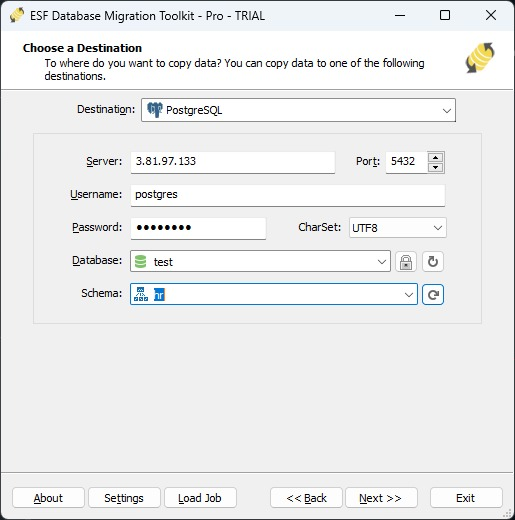 ESF Database Migration Toolkit - Pro - TRIAL
Choose a Destination
To where do you want to copy data? You can copy data to one of the following
destinations.
Destination: PostgreSQL
Server: 3.81.97.133 Port: 5432
Username: postgres
Password: ●●●●●●●● CharSet: UTF8
Database: test
Schema: hr
About Settings Load Job << Back Next >> Exit